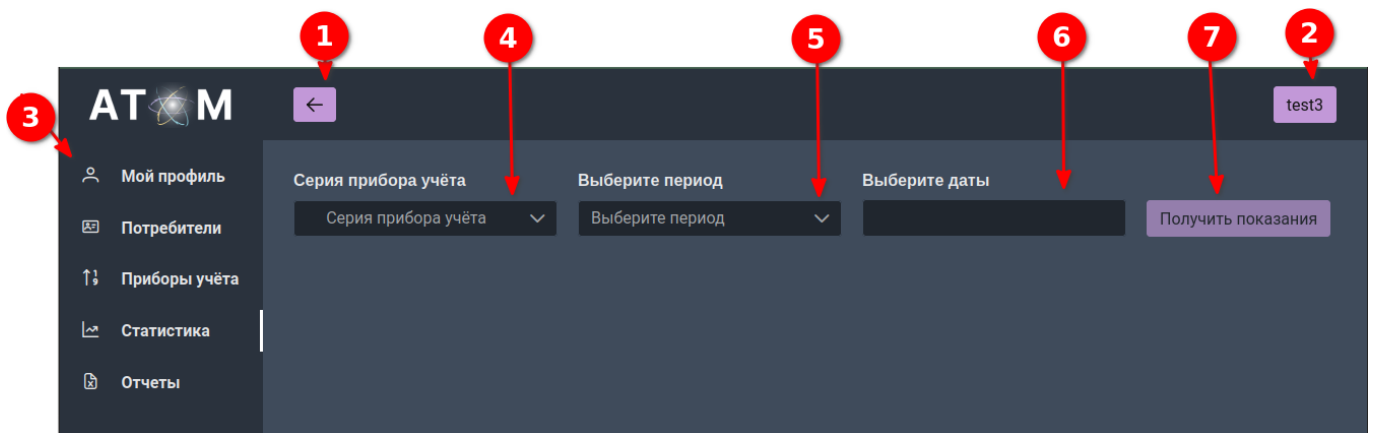 1
4
5
6
7
2
3
AT M
test3
Мой профиль
Потребители
Приборы учёта
Статистика
Отчеты
Серия прибора учёта
Выберите период
Выберите даты
Серия прибора учёта
Выберите период
Получить показания